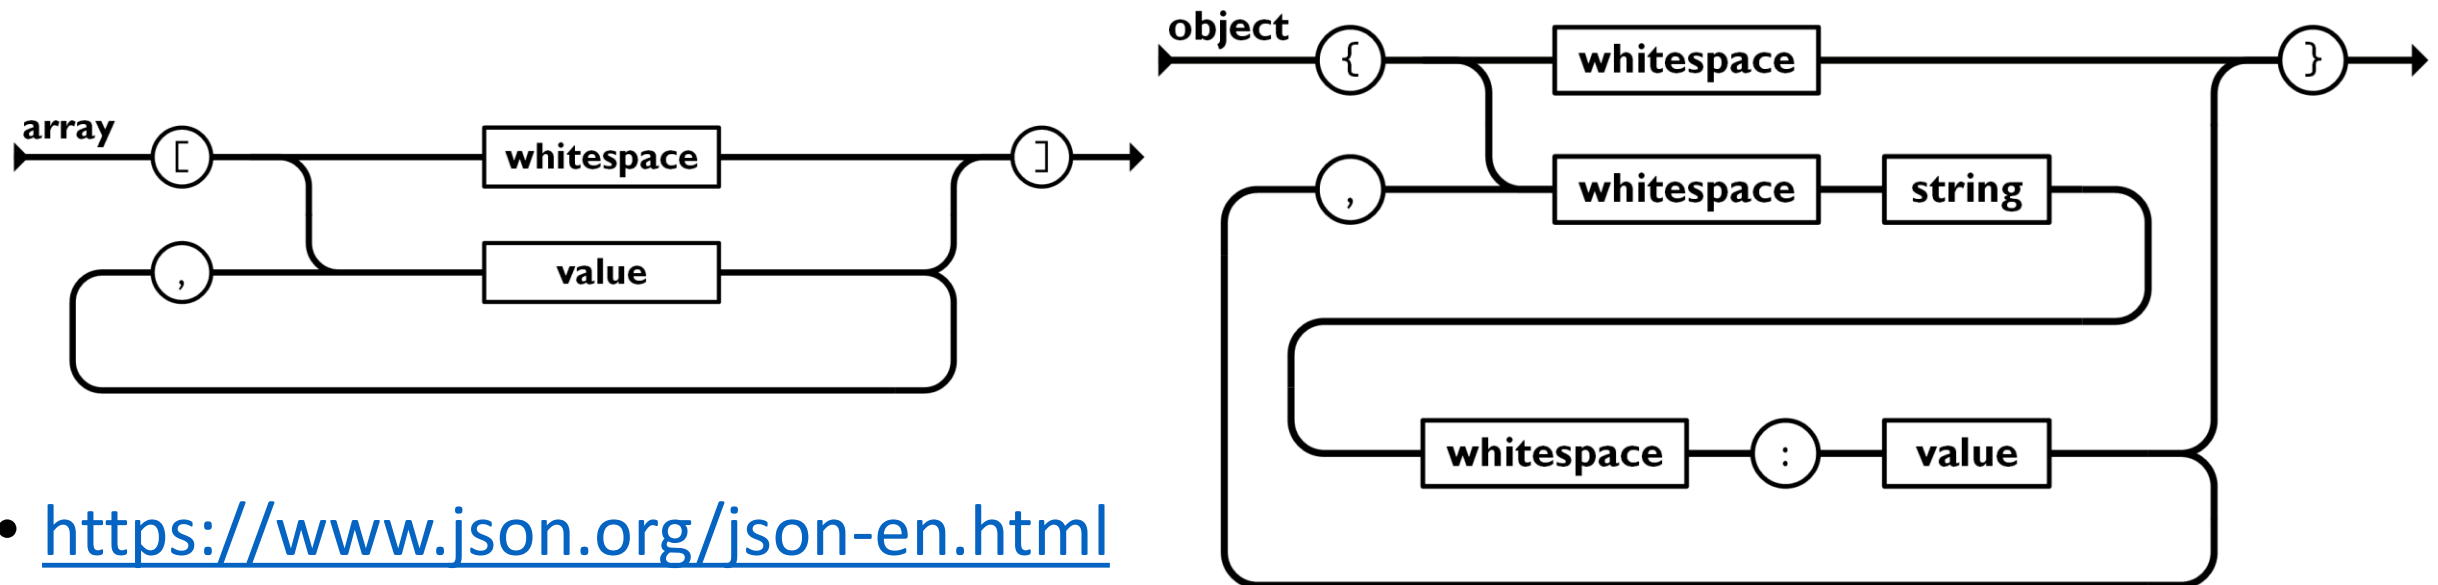 array
[ whitespace ]
, value
object
{ whitespace }
, whitespace string
whitespace : value
• https://www.json.org/json-en.html